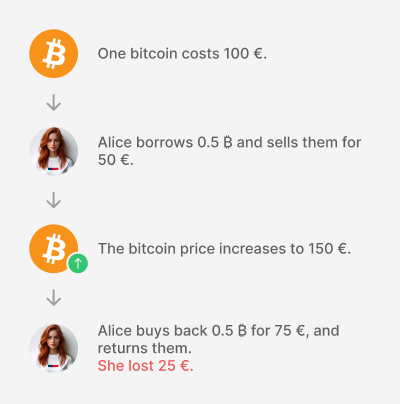 One bitcoin costs 100 €.
Alice borrows 0.5 ₿ and sells them for
50 €.
The bitcoin price increases to 150 €.
Alice buys back 0.5 ₿ for 75 €, and
returns them.
She lost 25 €.